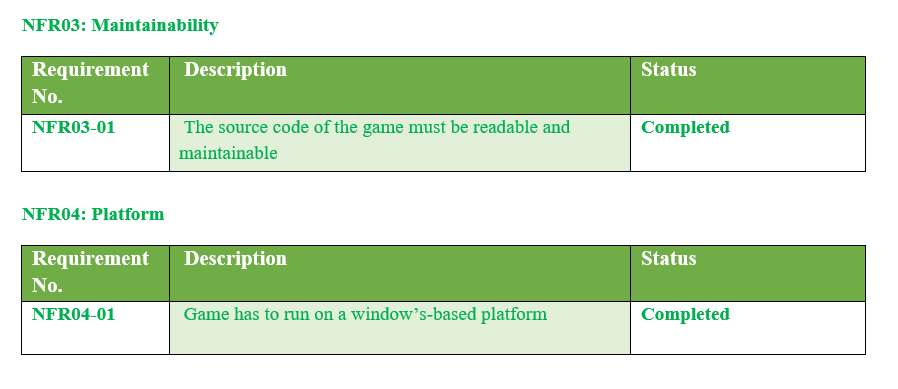 NFR03: Maintainability
Requirement No. Description Status
NFR03-01 The source code of the game must be readable and maintainable Completed
NFR04: Platform
Requirement No. Description Status
NFR04-01 Game has to run on a window’s-based platform Completed